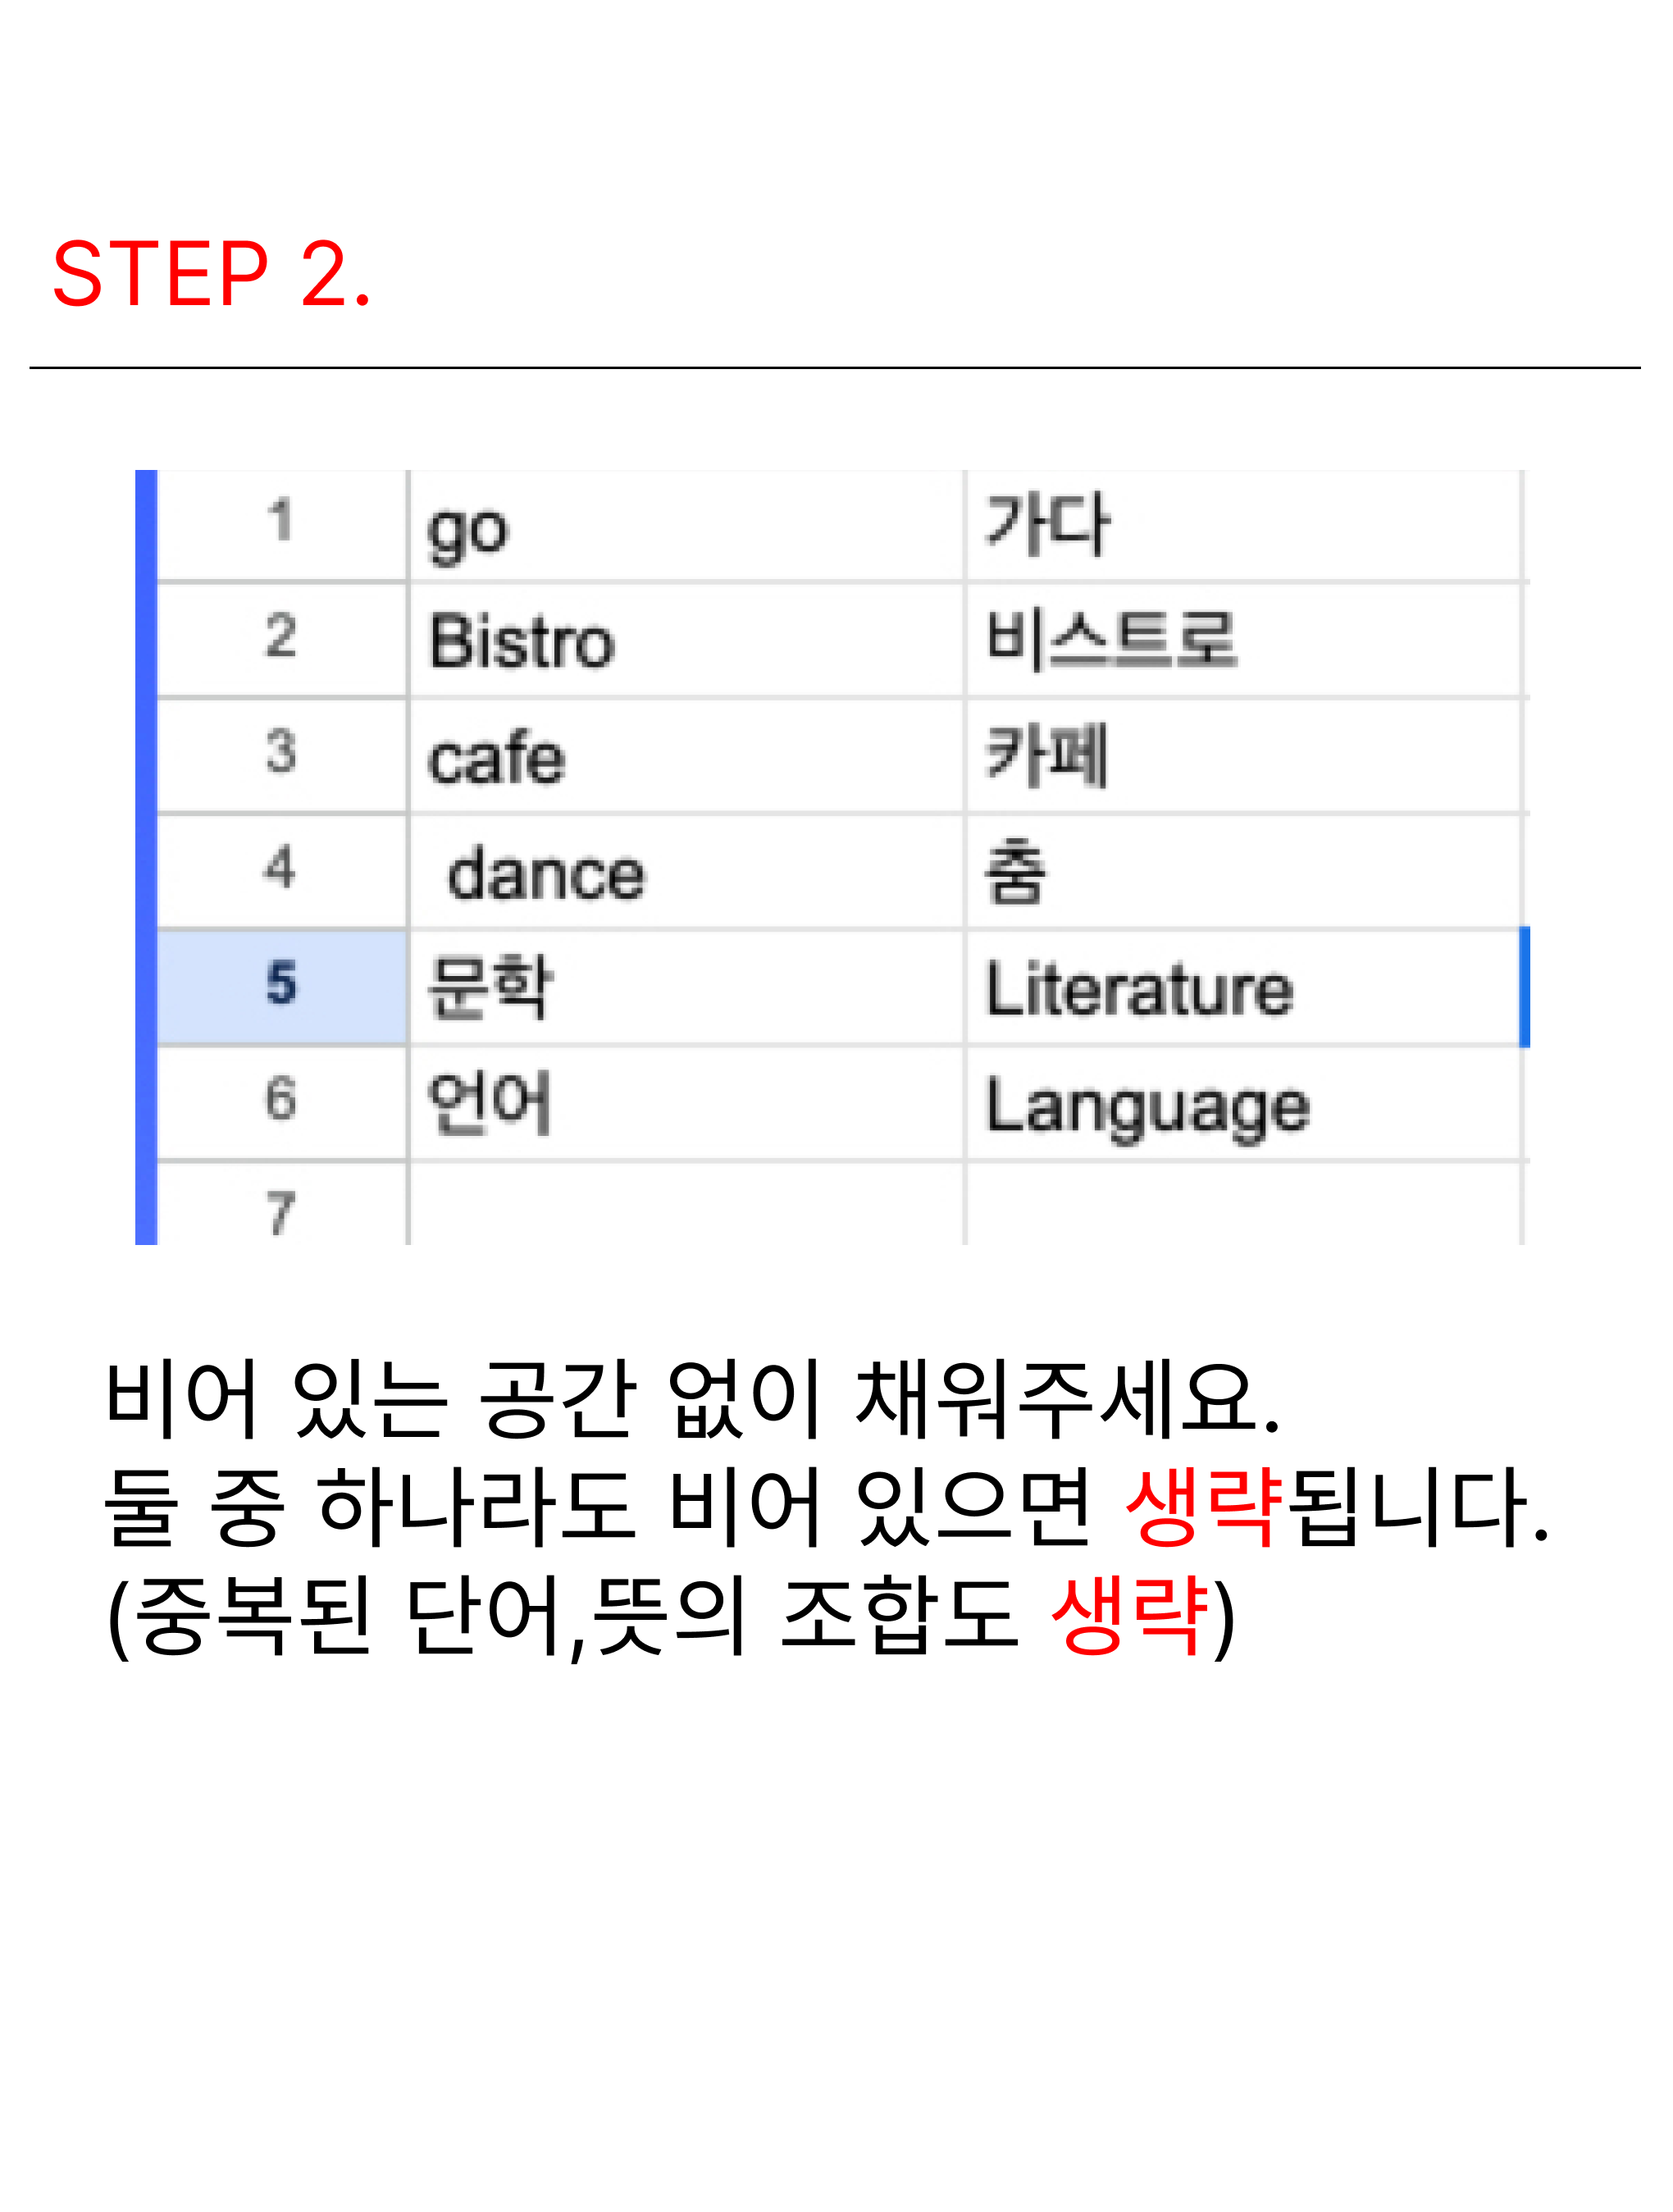 STEP 2.
1 go 가다
2 Bistro 비스트로
3 cafe 카페
4 dance 춤
5 문학 Literature
6 언어 Language
7
비어 있는 공간 없이 채워주세요.
둘 중 하나라도 비어 있으면 생략됩니다.
(중복된 단어,뜻의 조합도 생략)